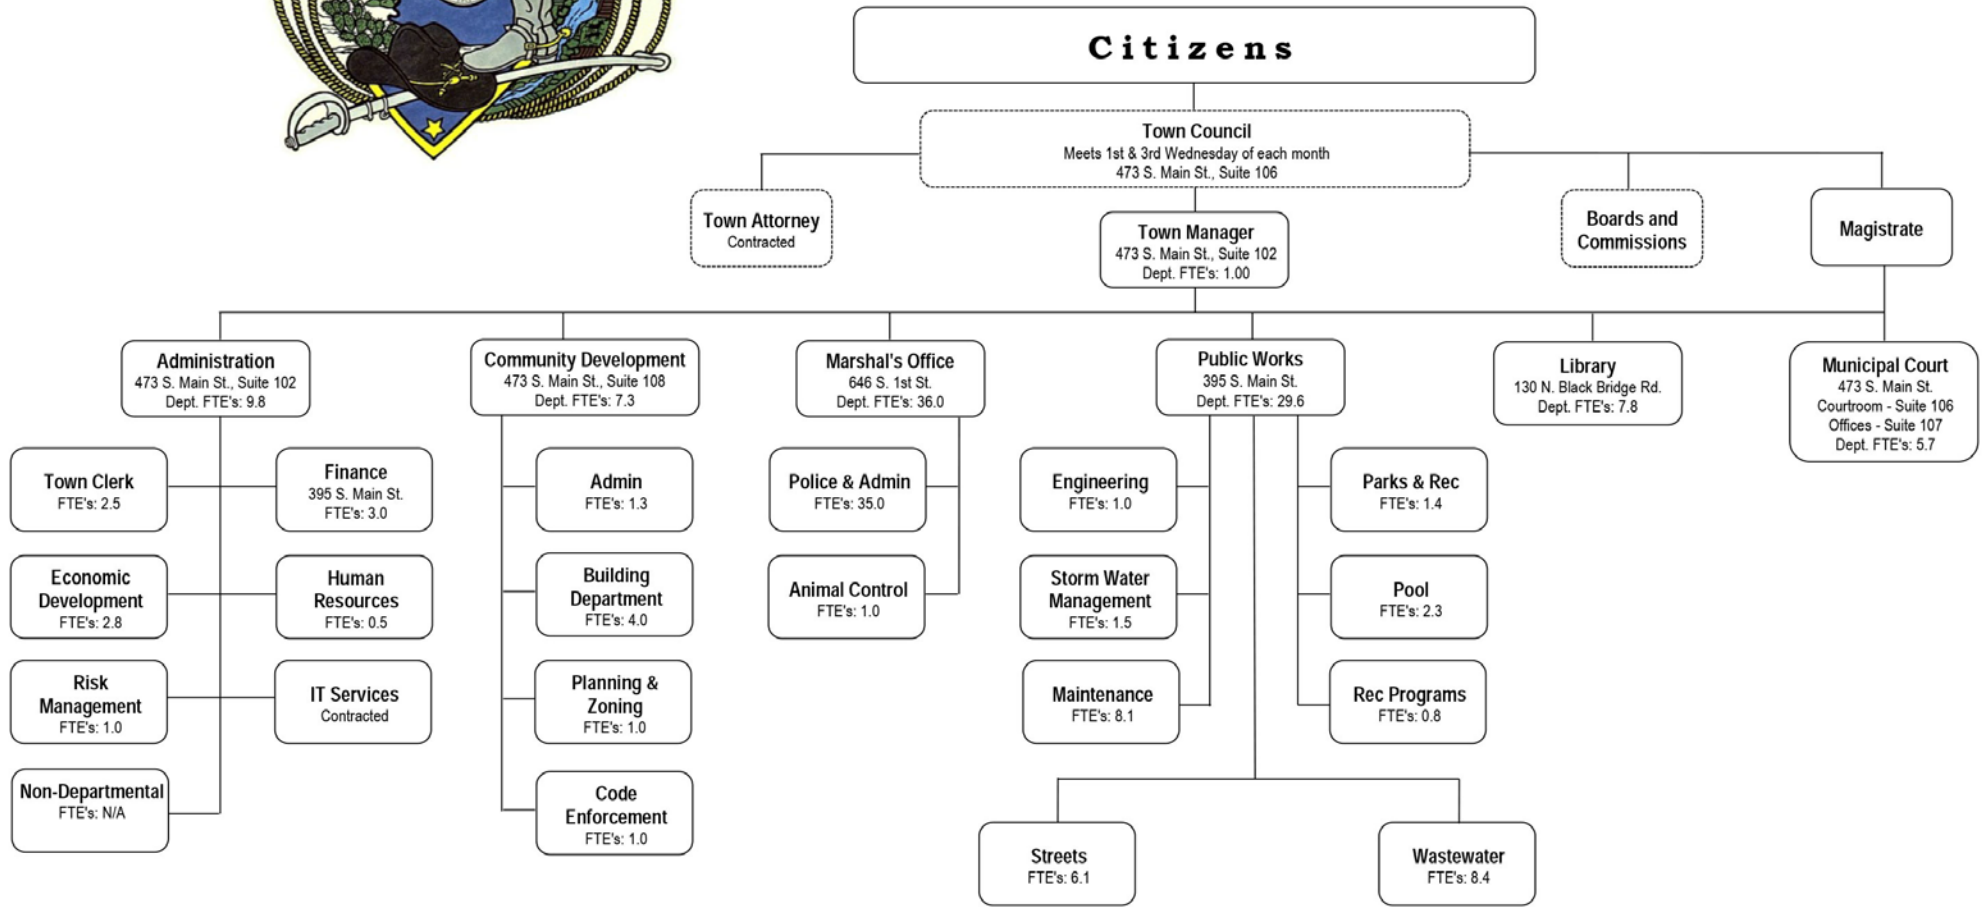 Citizens
Town Council
Meets 1st & 3rd Wednesday of each month
473 S. Main St., Suite 106
Town Attorney
Contracted
Town Manager
473 S. Main St., Suite 102
Dept. FTE's: 1.00
Boards and
Commissions
Magistrate
Administration
473 S. Main St., Suite 102
Dept. FTE's: 9.8
Community Development
473 S. Main St., Suite 108
Dept. FTE's: 7.3
Marshal's Office
646 S. 1st St.
Dept. FTE's: 36.0
Public Works
395 S. Main St.
Dept. FTE's: 29.6
Library
130 N. Black Bridge Rd.
Dept. FTE's: 7.8
Municipal Court
473 S. Main St.
Courtroom - Suite 106
Offices - Suite 107
Dept. FTE's: 5.7
Town Clerk
FTE's: 2.5
Finance
395 S. Main St.
FTE's: 3.0
Admin
FTE's: 1.3
Police & Admin
FTE's: 35.0
Engineering
FTE's: 1.0
Parks & Rec
FTE's: 1.4
Economic
Development
FTE's: 2.8
Human
Resources
FTE's: 0.5
Building
Department
FTE's: 4.0
Animal Control
FTE's: 1.0
Storm Water
Management
FTE's: 1.5
Pool
FTE's: 2.3
Risk
Management
FTE's: 1.0
IT Services
Contracted
Planning &
Zoning
FTE's: 1.0
Maintenance
FTE's: 8.1
Rec Programs
FTE's: 0.8
Non-Departmental
FTE's: N/A
Code
Enforcement
FTE's: 1.0
Streets
FTE's: 6.1
Wastewater
FTE's: 8.4